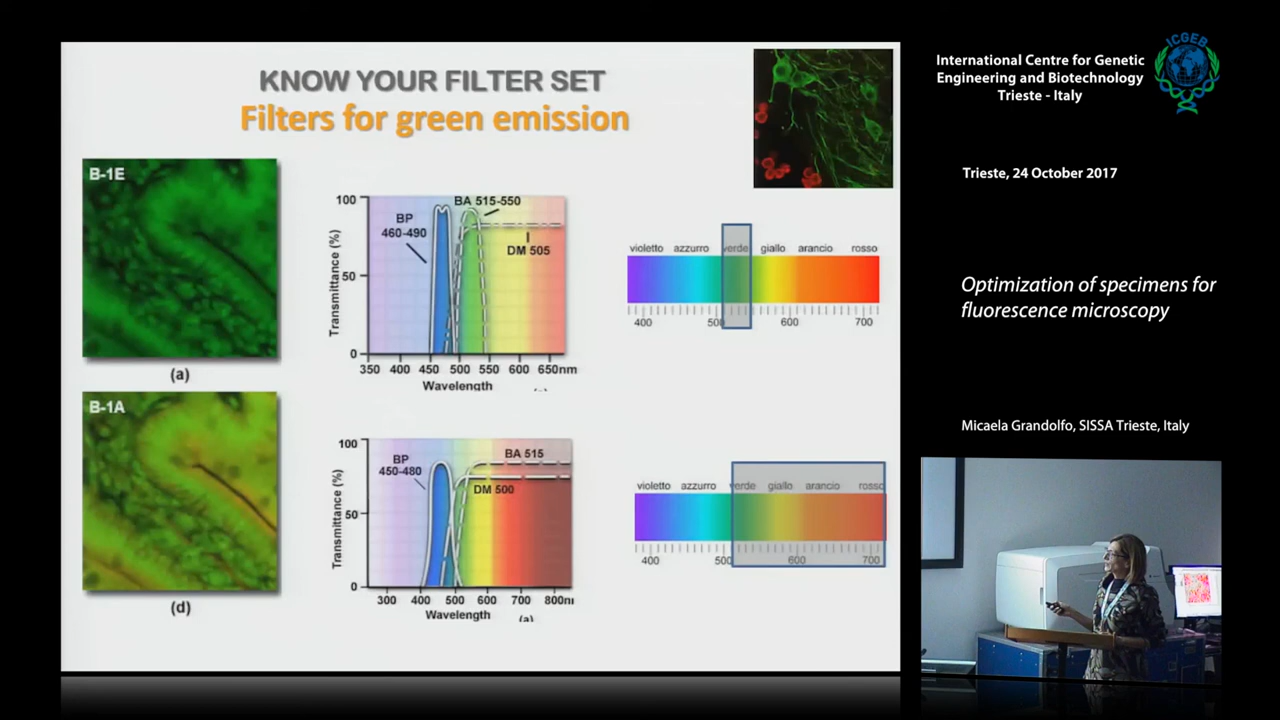 KNOW YOUR FILTER SET
Filters for green emission
B-1E
(a)
100
50
0
Transmittance (%)
BP
460-490
BA 515-550
DM 505
350 400 450 500 550 600 650nm
Wavelength
violetto azzurro verde giallo arancio rosso
400 500 600 700
B-1A
(d)
100
50
0
Transmittance (%)
BP
450-480
BA 515
DM 500
300 400 500 600 700 800n
Wavelength
(a)
violetto azzurro verde giallo arancio rosso
400 500 600 700
International Centre for Genetic
Engineering and Biotechnology
Trieste - Italy
ICGEB
Trieste, 24 October 2017
Optimization of specimens for
fluorescence microscopy
Micaela Grandolfo, SISSA Trieste, Italy